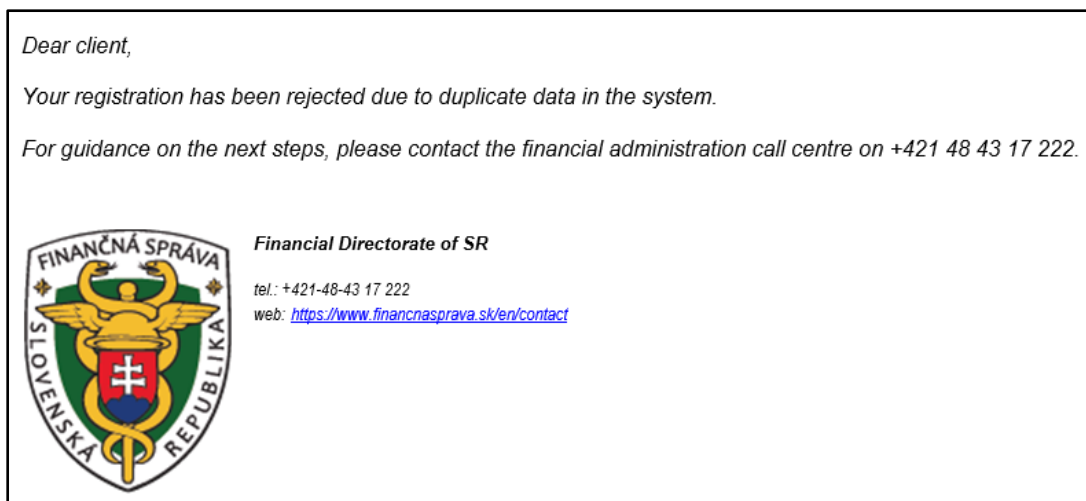 Dear client,
Your registration has been rejected due to duplicate data in the system.
For guidance on the next steps, please contact the financial administration call centre on +421 48 43 17 222.
FINANČNÁ SPRÁVA
SLOVENSKÁ REPUBLIKA
Financial Directorate of SR
tel.: +421-48-43 17 222
web: https://www.financnasprava.sk/en/contact